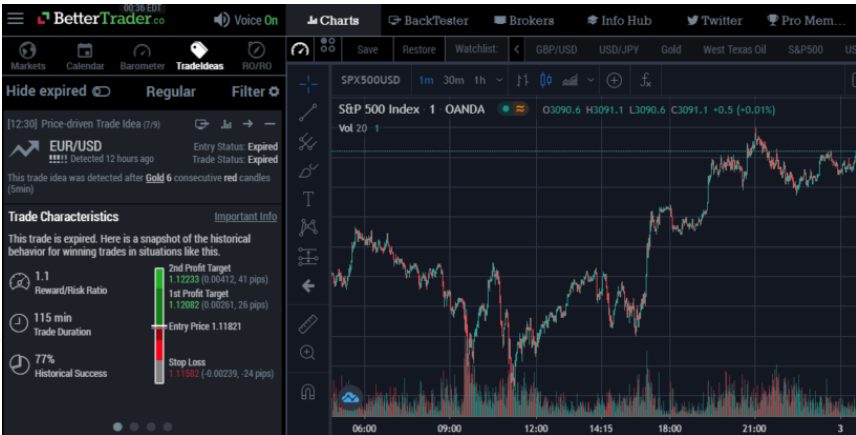 00:36 EDT
BetterTrader.co
Voice On
Charts
BackTester
Brokers
Info Hub
Twitter
Pro Mem...
Markets
Calendar
Barometer
TradeIdeas
RO/RO
Save
Restore
Watchlist:
GBP/USD
USD/JPY
Gold
West Texas Oil
S&P500
US
Hide expired
Regular
Filter
SPX500USD
1m
30m
1h
[12:30] Price-driven Trade Idea (7/9)
S&P 500 Index · 1 · OANDA
O3090.6 H3091.1 L3090.6 C3091.1 +0.5 (+0.01%)
Vol 20 1
EUR/USD
Entry Status: Expired
Detected 12 hours ago
Trade Status: Expired
This trade idea was detected after Gold 6 consecutive red candles
(5min)
Trade Characteristics
Important Info
This trade is expired. Here is a snapshot of the historical
behavior for winning trades in situations like this.
1.1
Reward/Risk Ratio
115 min
Trade Duration
77%
Historical Success
2nd Profit Target
1.12233 (0.00412, 41 pips)
1st Profit Target
1.12082 (0.00261, 26 pips)
Entry Price 1.11821
Stop Loss
1.11582 (-0.00239, -24 pips)
06:00
09:00
12:00
14:15
18:00
21:00
3